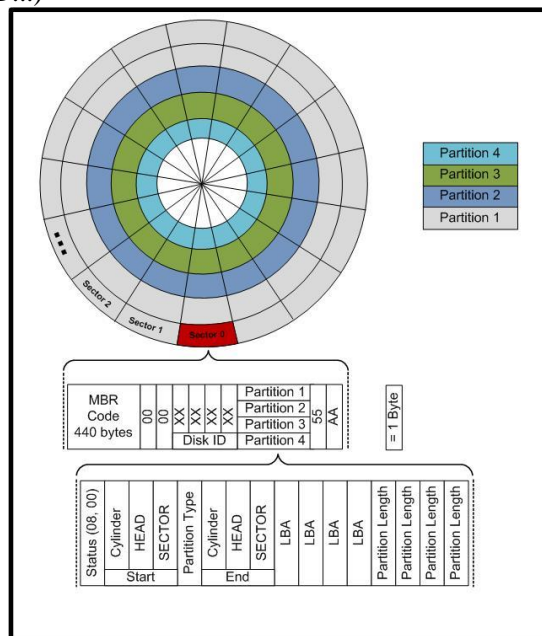 Partition 4
Partition 3
Partition 2
Partition 1
Sector 2
Sector 1
Sector 0
MBR
Code
440 bytes
00
00
XX
XX
XX
XX
Disk ID
Partition 1
Partition 2
Partition 3
Partition 4
55
AA
= 1 Byte
Status (08, 00)
Cylinder
HEAD
SECTOR
Start
Partition Type
Cylinder
HEAD
SECTOR
End
LBA
LBA
LBA
LBA
Partition Length
Partition Length
Partition Length
Partition Length